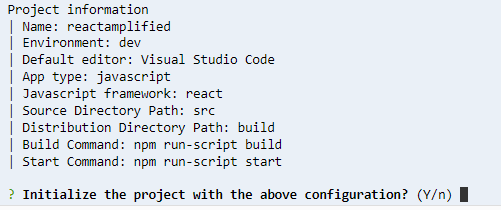 Project information
| Name: reactamplified
| Environment: dev
| Default editor: Visual Studio Code
| App type: javascript
| Javascript framework: react
| Source Directory Path: src
| Distribution Directory Path: build
| Build Command: npm run-script build
| Start Command: npm run-script start
? Initialize the project with the above configuration? (Y/n)